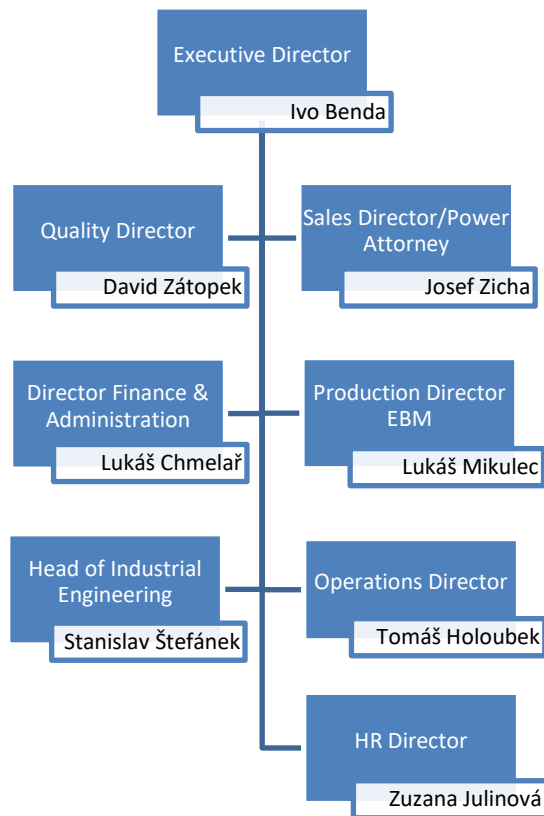 Executive Director
Ivo Benda
Quality Director
David Zátopek
Sales Director/Power
Attorney
Josef Zicha
Director Finance &
Administration
Lukáš Chmelař
Production Director
EBM
Lukáš Mikulec
Head of Industrial
Engineering
Stanislav Štefánek
Operations Director
Tomáš Holoubek
HR Director
Zuzana Julinová